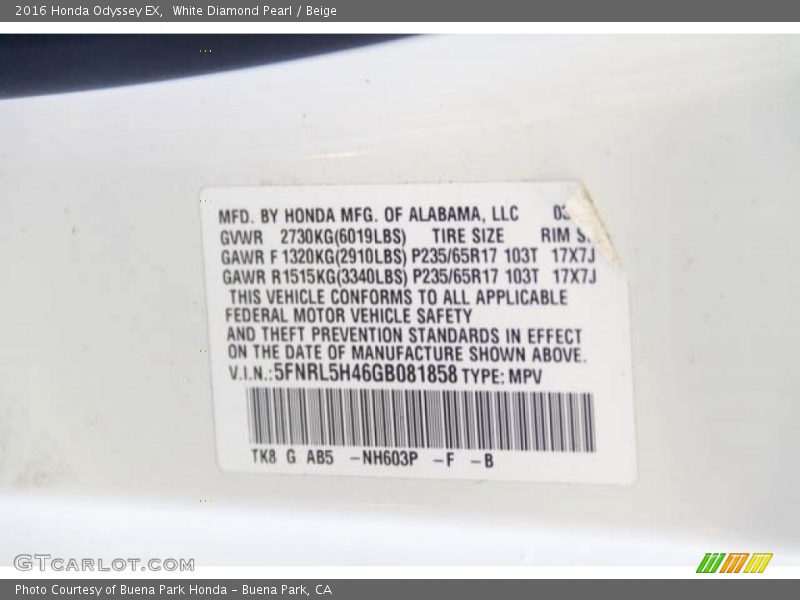 2016 Honda Odyssey EX,  White Diamond Pearl / Beige
MFD. BY HONDA MFG. OF ALABAMA, LLC
GVWR 2730KG(6019LBS) TIRE SIZE RIM
GAWR F 1320KG(2910LBS) P235/65R17 103T 17X7J
GAWR R1515KG(3340LBS) P235/65R17 103T 17X7J
THIS VEHICLE CONFORMS TO ALL APPLICABLE
FEDERAL MOTOR VEHICLE SAFETY
AND THEFT PREVENTION STANDARDS IN EFFECT
ON THE DATE OF MANUFACTURE SHOWN ABOVE.
V.I.N.:5FNRL5H46GB081858 TYPE: MPV
TK8 G AB5 -NH603P -F -B
GTCARLOT.COM
Photo Courtesy of Buena Park Honda - Buena Park, CA